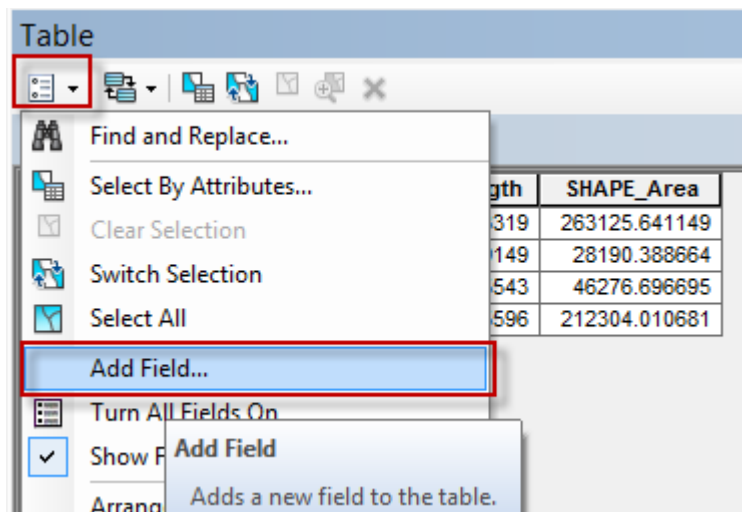 Table
Find and Replace...
Select By Attributes...
gth SHAPE_Area
Clear Selection
319 263125.641149
149 28190.388664
Switch Selection
543 46276.696695
Select All
596 212304.010681
Add Field...
Turn All Fields On
Show F
Add Field
Adds a new field to the table.
Arrang